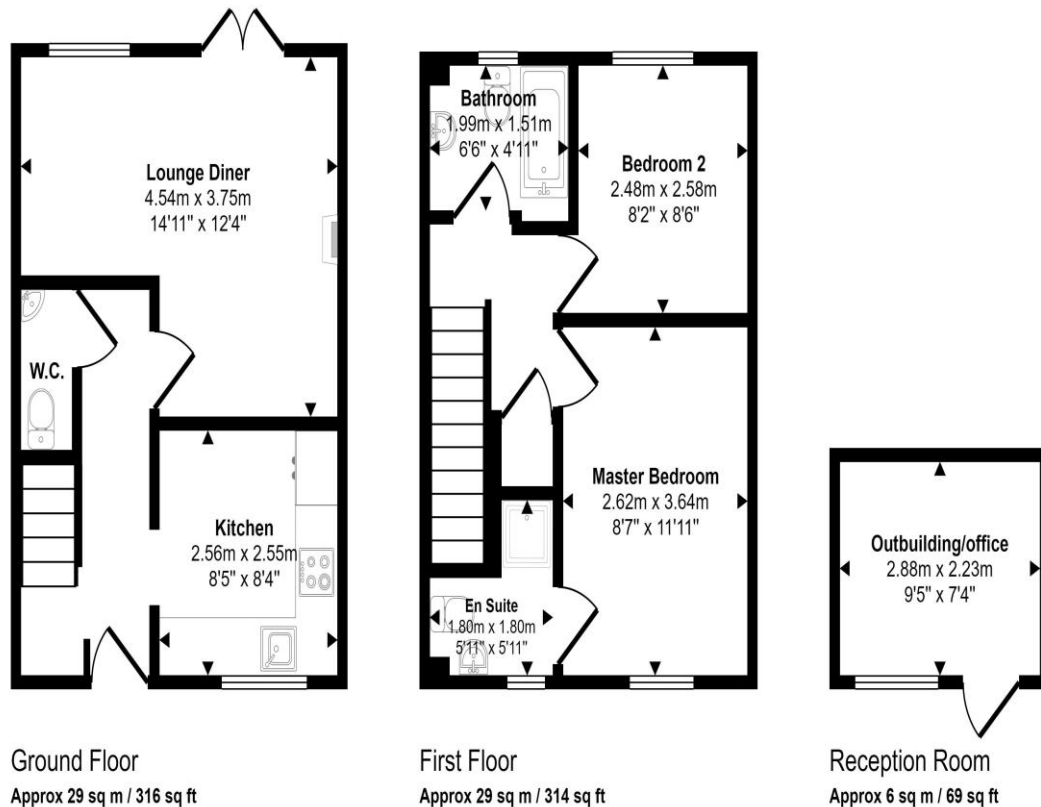 Lounge Diner
4.54m x 3.75m
14'11" x 12'4"
W.C.
Kitchen
2.56m x 2.55m
8'5" x 8'4"
Ground Floor
Approx 29 sq m / 316 sq ft
Bathroom
1.99m x 1.51m
6'6" x 4'11"
Bedroom 2
2.48m x 2.58m
8'2" x 8'6"
Master Bedroom
2.62m x 3.64m
8'7" x 11'11"
En Suite
1.80m x 1.80m
5'11" x 5'11"
First Floor
Approx 29 sq m / 314 sq ft
Outbuilding/office
2.88m x 2.23m
9'5" x 7'4"
Reception Room
Approx 6 sq m / 69 sq ft